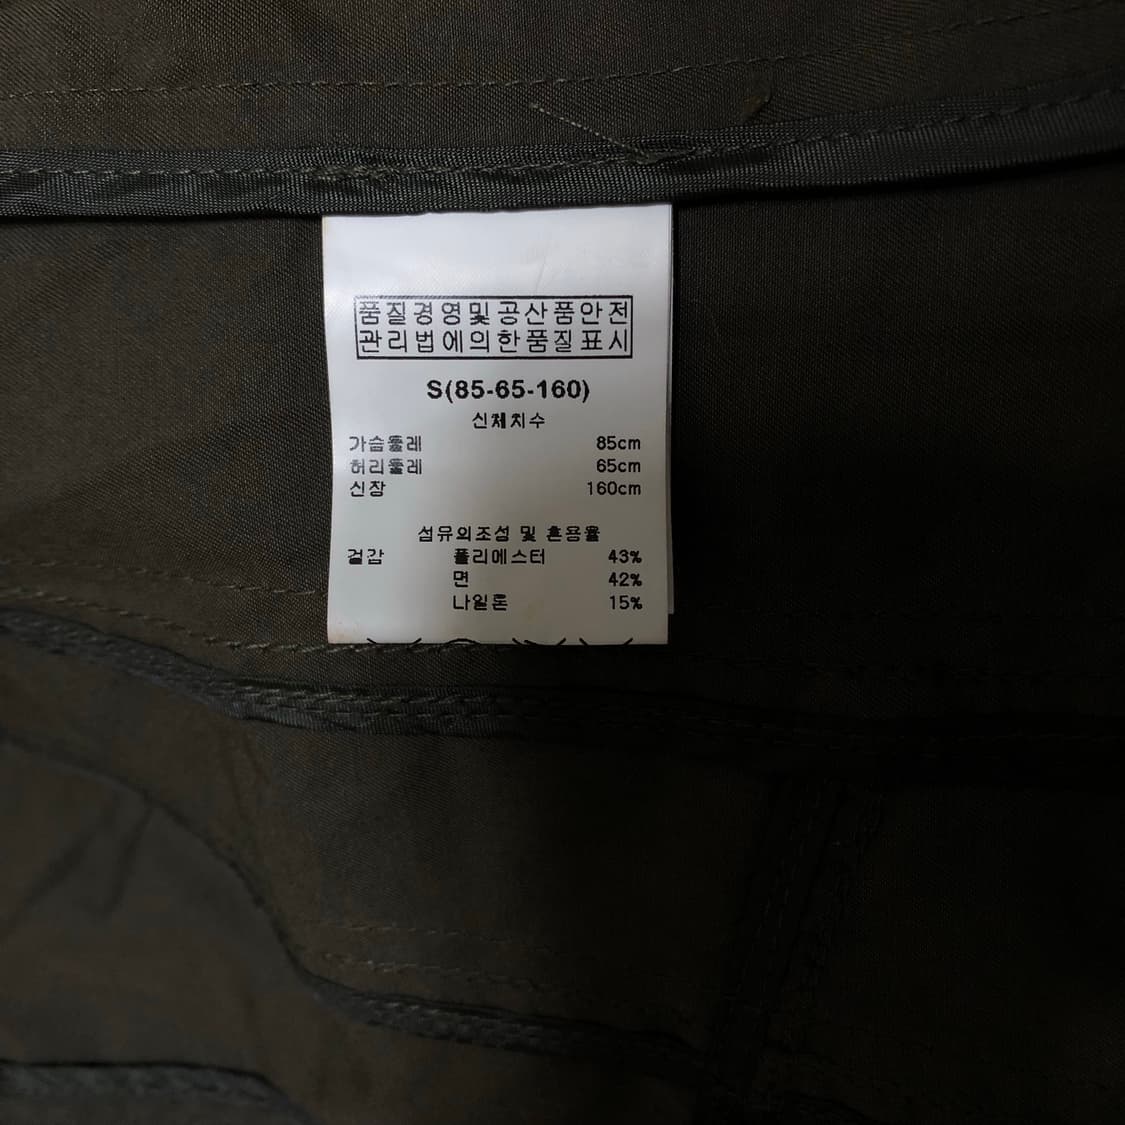 품질경영및공산품안전
관리법에의한품질표시
S(85-65-160)
신체치수
가슴둘레 85cm
허리둘레 65cm
신장 160cm
섬유의조성 및 혼용율
겉감 폴리에스터 43%
면 42%
나일론 15%